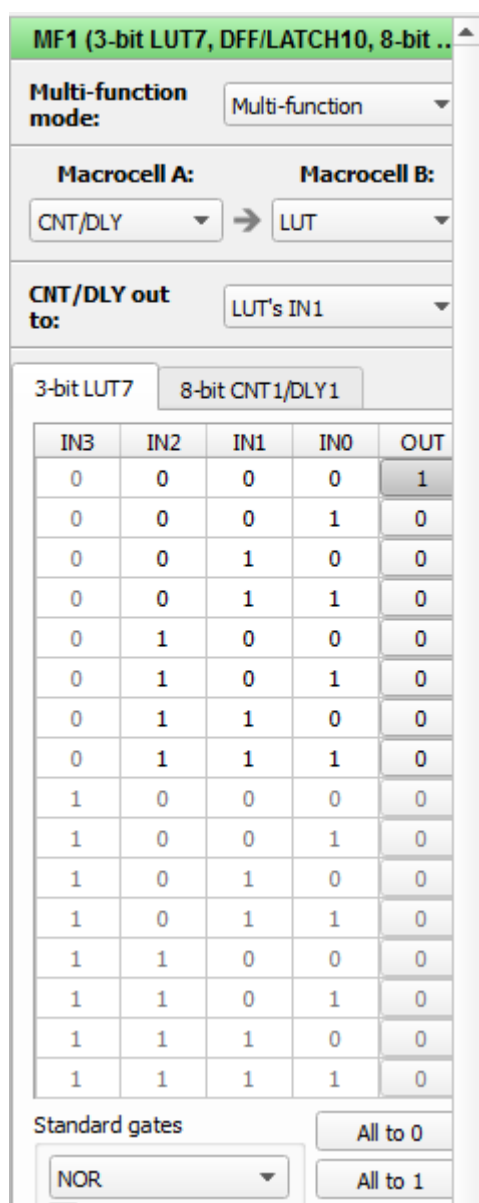 MF1 (3-bit LUT7, DFF/LATCH10, 8-bit ..
Multi-function
mode:
Multi-function
Macrocell A:
Macrocell B:
CNT/DLY
LUT
CNT/DLY out
to:
LUT's IN1
3-bit LUT7
8-bit CNT1/DLY1
IN3 IN2 IN1 IN0 OUT
0 0 0 0 1
0 0 0 1 0
0 0 1 0 0
0 0 1 1 0
0 1 0 0 0
0 1 0 1 0
0 1 1 0 0
0 1 1 1 0
1 0 0 0 0
1 0 0 1 0
1 0 1 0 0
1 0 1 1 0
1 1 0 0 0
1 1 0 1 0
1 1 1 0 0
1 1 1 1 0
Standard gates
All to 0
NOR
All to 1